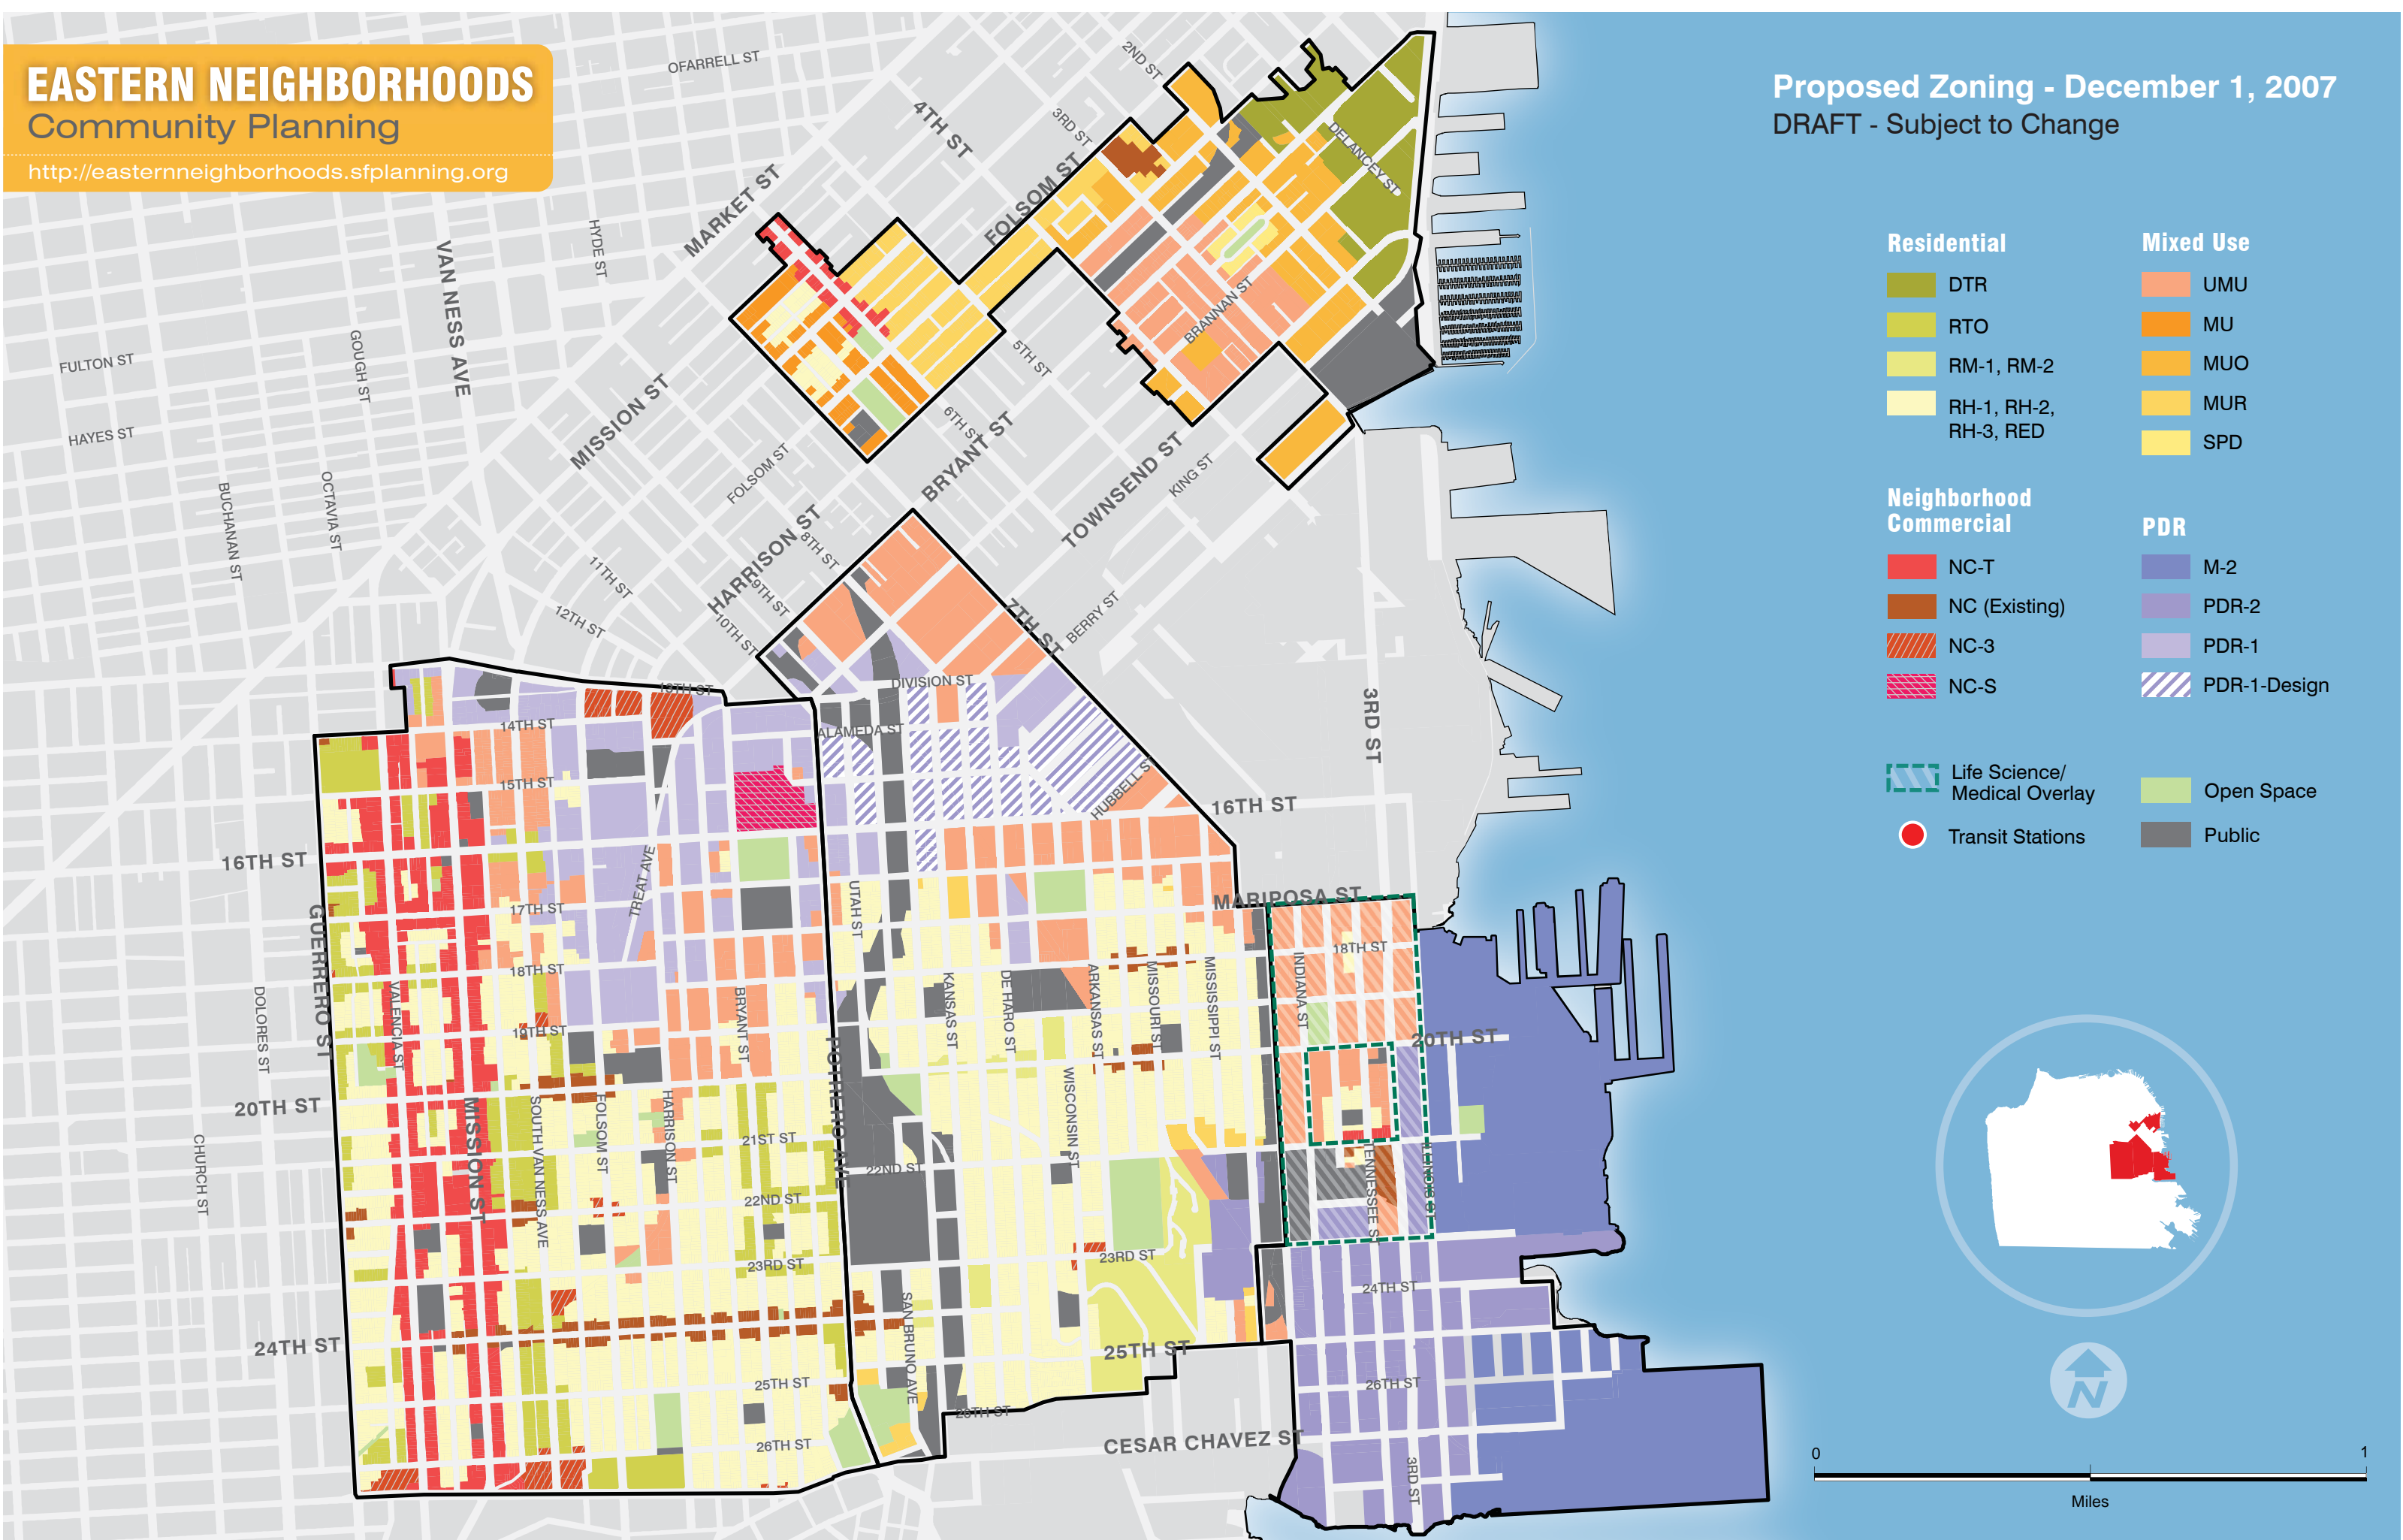 EASTERN NEIGHBORHOODS
Community Planning
http://easternneighborhoods.sfplanning.org
Proposed Zoning - December 1, 2007
DRAFT - Subject to Change
Residential
DTR
RTO
RM-1, RM-2
RH-1, RH-2,
RH-3, RED
Mixed Use
UMU
MU
MUO
MUR
SPD
Neighborhood
Commercial
NC-T
NC (Existing)
NC-3
NC-S
PDR
M-2
PDR-2
PDR-1
PDR-1-Design
Life Science/
Medical Overlay
Transit Stations
Open Space
Public
N
0
1
Miles
OFARRELL ST
2ND ST
3RD ST
4TH ST
FOLSOM ST
MARKET ST
DELANCEY ST
HYDE ST
VAN NESS AVE
GOUGH ST
FULTON ST
HAYES ST
BUCHANAN ST
OCTAVIA ST
MISSION ST
FOLSOM ST
5TH ST
6TH ST
BRYANT ST
BRANNAN ST
TOWNSEND ST
KING ST
HARRISON ST
8TH ST
9TH ST
10TH ST
11TH ST
12TH ST
7TH ST
BERRY ST
3RD ST
13TH ST
DIVISION ST
ALAMEDA ST
14TH ST
15TH ST
HUBBELL ST
16TH ST
16TH ST
TREAT AVE
UTAH ST
MARIPOSA ST
17TH ST
18TH ST
18TH ST
GUERRERO ST
DOLORES ST
VALENCIA ST
BRYANT ST
KANSAS ST
DE HARO ST
ARKANSAS ST
MISSOURI ST
MISSISSIPPI ST
INDIANA ST
19TH ST
20TH ST
20TH ST
POTRERO AVE
WISCONSIN ST
CHURCH ST
MISSION ST
SOUTH VAN NESS AVE
FOLSOM ST
HARRISON ST
21ST ST
22ND ST
22ND ST
TENNESSEE ST
23RD ST
23RD ST
24TH ST
24TH ST
SAN BRUNO AVE
25TH ST
25TH ST
26TH ST
26TH ST
26TH ST
CESAR CHAVEZ ST
3RD ST